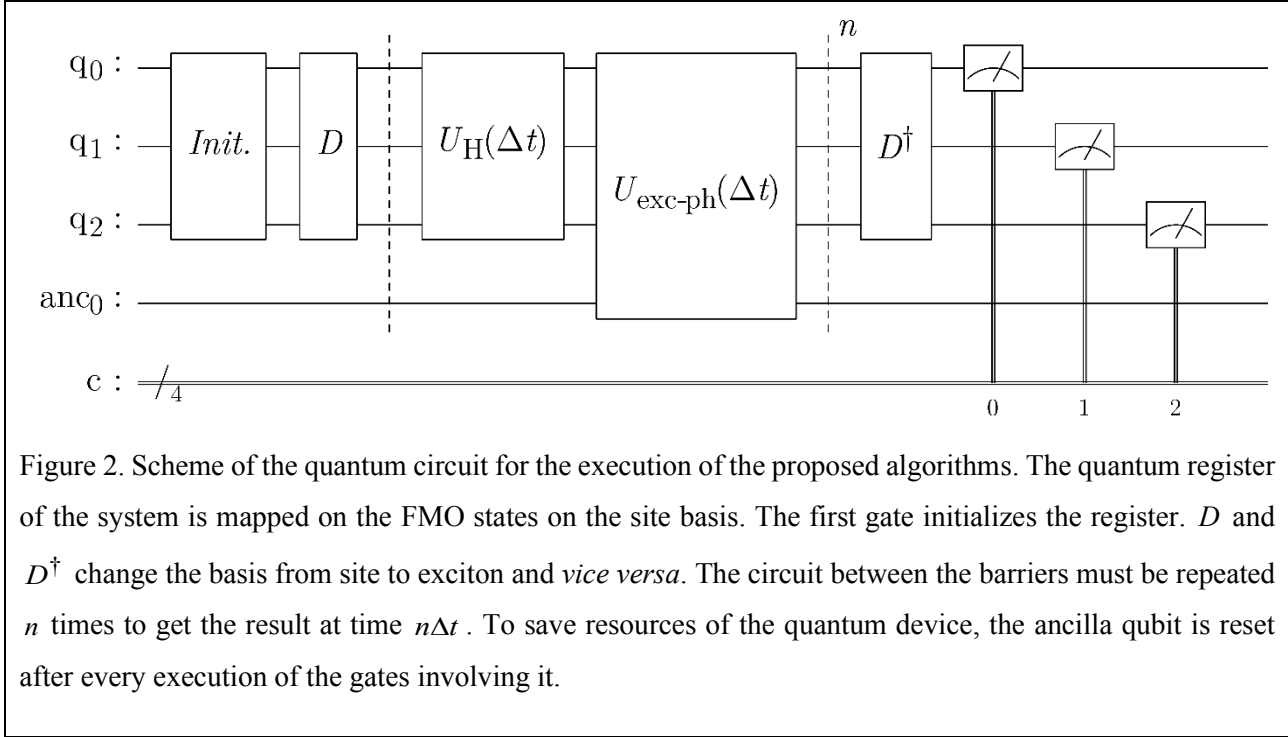 n
q₀ :
q₁ :
q₂ :
anc₀ :
c :
4
Init.
D
U_H(Δt)
U_exc-ph(Δt)
D†
0 1 2
Figure 2. Scheme of the quantum circuit for the execution of the proposed algorithms. The quantum register
of the system is mapped on the FMO states on the site basis. The first gate initializes the register. D and
D† change the basis from site to exciton and vice versa. The circuit between the barriers must be repeated
n times to get the result at time nΔt . To save resources of the quantum device, the ancilla qubit is reset
after every execution of the gates involving it.